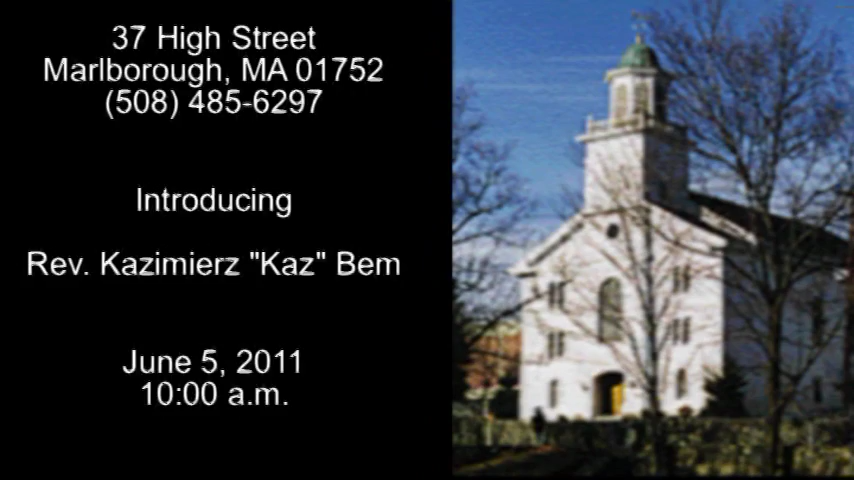 37 High Street
Marlborough, MA 01752
(508) 485-6297
Introducing
Rev. Kazimierz "Kaz" Bem
June 5, 2011
10:00 a.m.